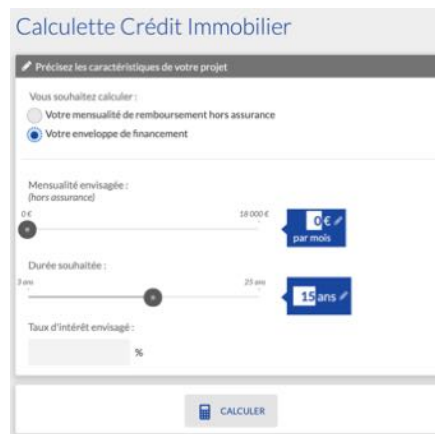 Calculette Crédit Immobilier
Précisez les caractéristiques de votre projet
Vous souhaitez calculer :
Votre mensualité de remboursement hors assurance
Votre enveloppe de financement
Mensualité envisagée :
(hors assurance)
0 € 18 000 €
0 €
par mois
Durée souhaitée :
3 ans 25 ans
15 ans
Taux d'intérêt envisagé :
%
CALCULER